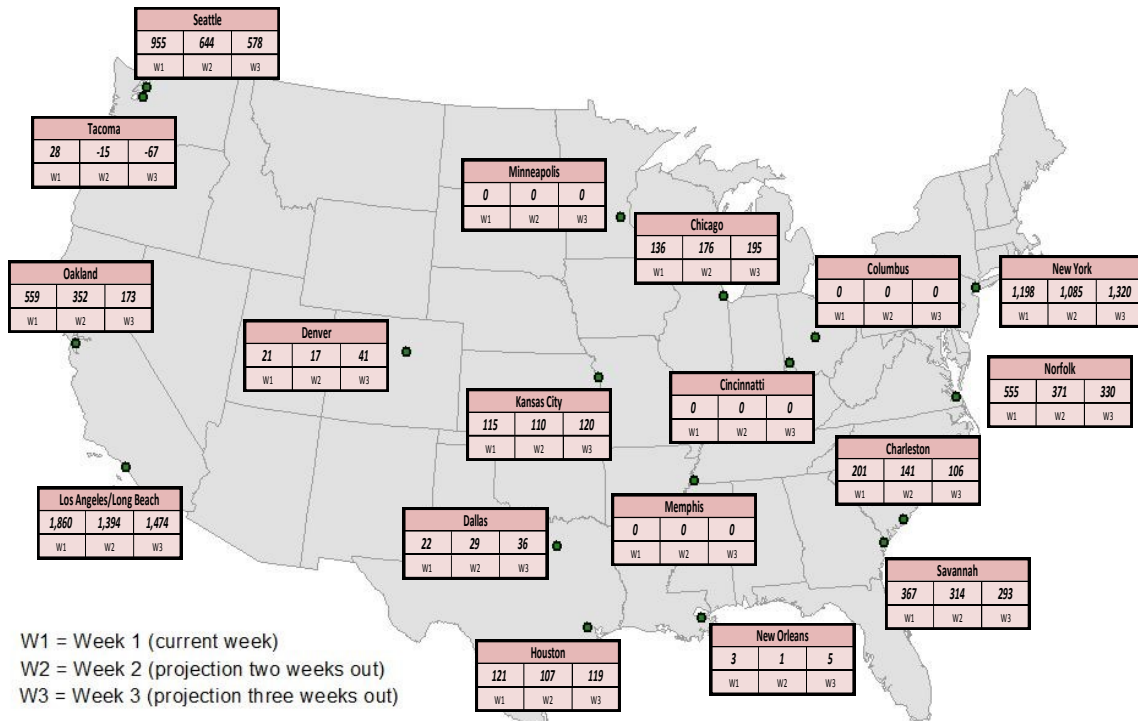 Seattle
955 644 578
W1 W2 W3
Tacoma
28 -15 -67
W1 W2 W3
Minneapolis
0 0 0
W1 W2 W3
Chicago
136 176 195
W1 W2 W3
Oakland
559 352 173
W1 W2 W3
Columbus
0 0 0
W1 W2 W3
New York
1,198 1,085 1,320
W1 W2 W3
Denver
21 17 41
W1 W2 W3
Norfolk
555 371 330
W1 W2 W3
Cincinnatti
0 0 0
W1 W2 W3
Kansas City
115 110 120
W1 W2 W3
Charleston
201 141 106
W1 W2 W3
Los Angeles/Long Beach
1,860 1,394 1,474
W1 W2 W3
Memphis
0 0 0
W1 W2 W3
Dallas
22 29 36
W1 W2 W3
Savannah
367 314 293
W1 W2 W3
New Orleans
3 1 5
W1 W2 W3
Houston
121 107 119
W1 W2 W3
W1 = Week 1 (current week)
W2 = Week 2 (projection two weeks out)
W3 = Week 3 (projection three weeks out)